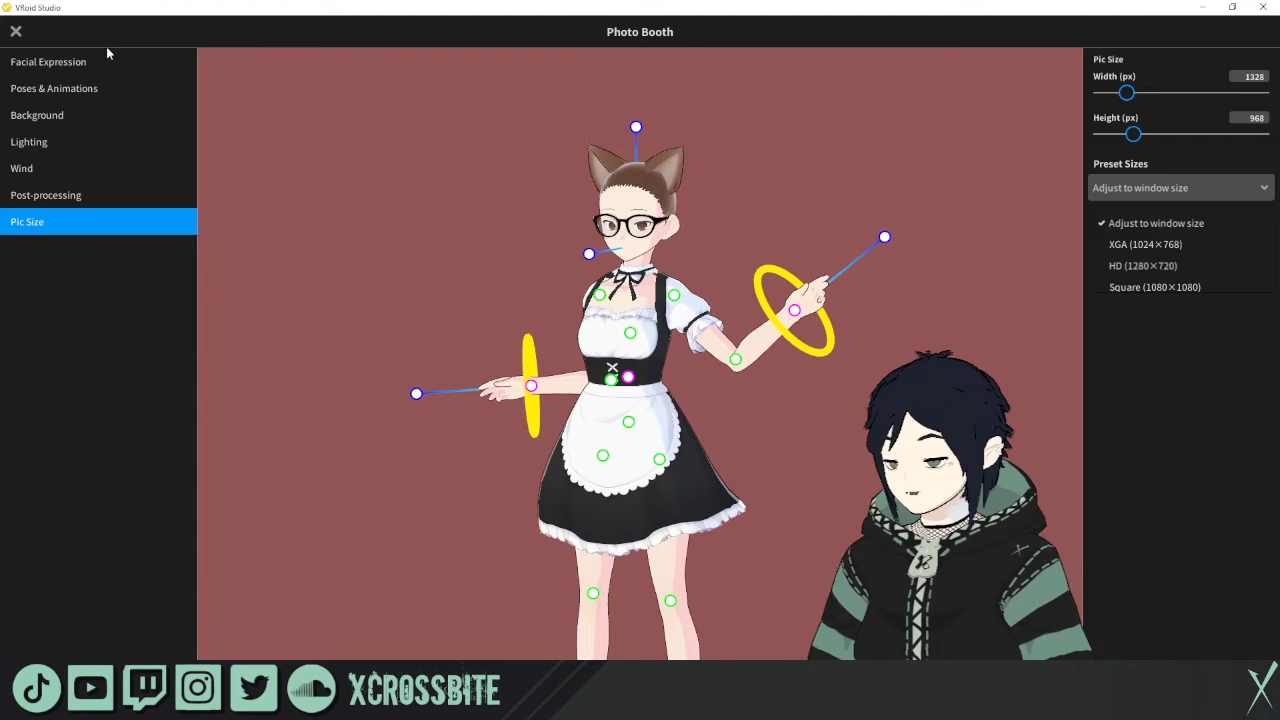 VRoid Studio
Photo Booth
Facial Expression
Poses & Animations
Background
Lighting
Wind
Post-processing
Pic Size
Pic Size
Width (px)
1328
Height (px)
968
Preset Sizes
Adjust to window size
Adjust to window size
XGA (1024×768)
HD (1280×720)
Square (1080×1080)
XCROSSBITE